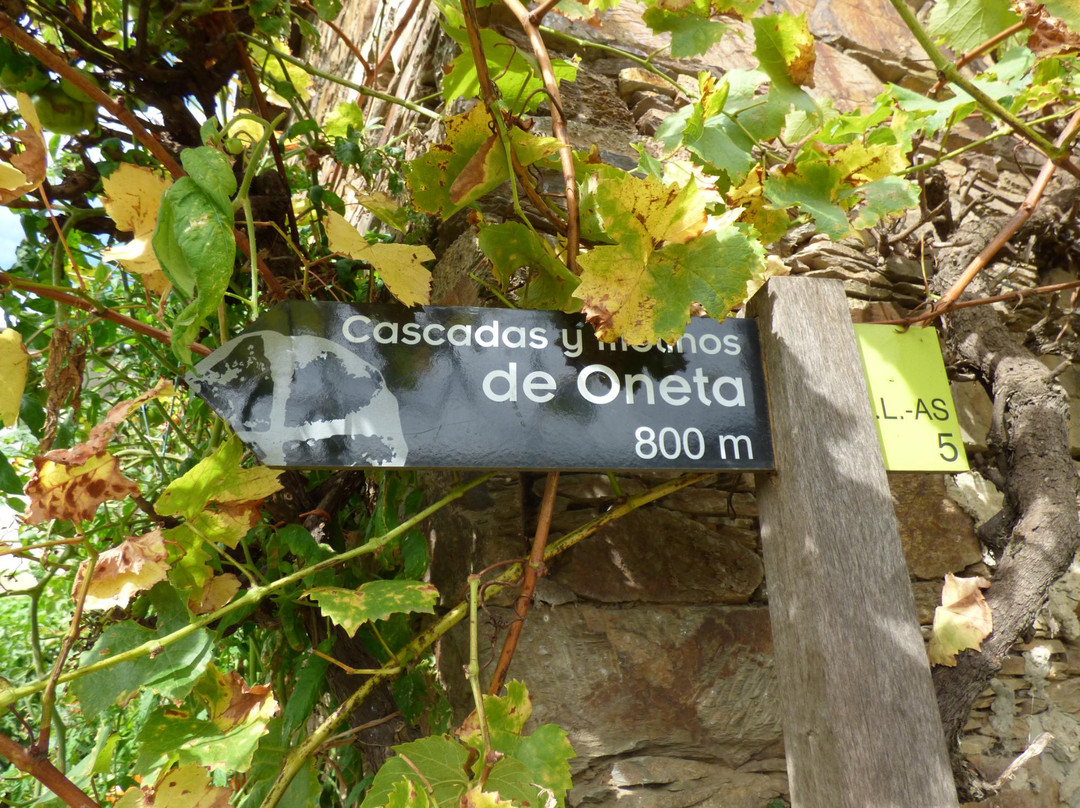 Cascadas y molinos
de Oneta
800 m
.L.-AS
5